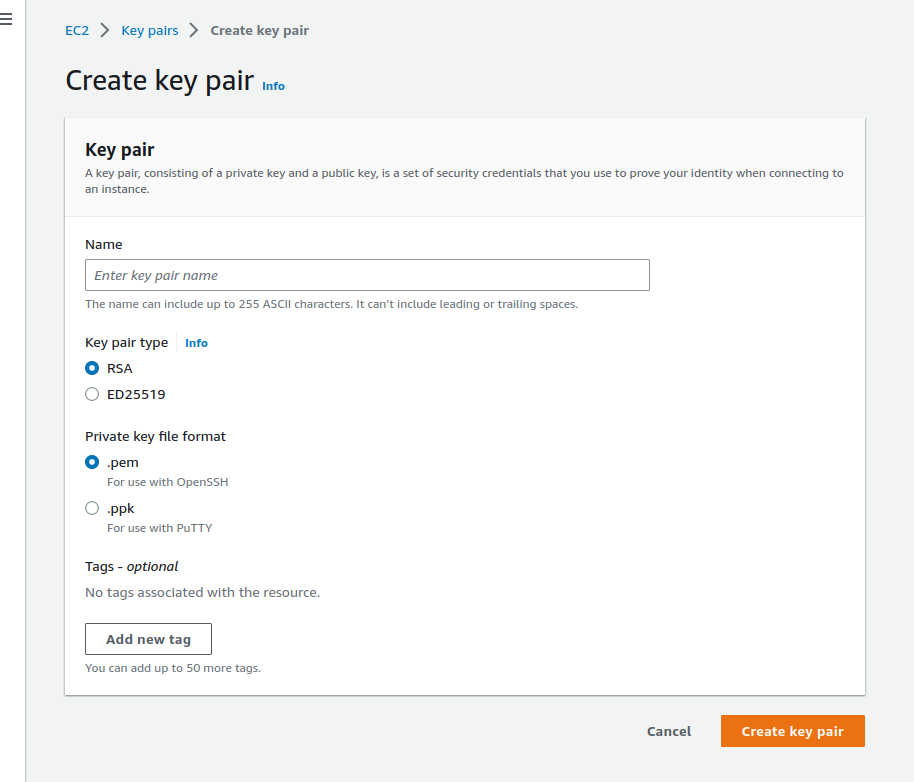 EC2 > Key pairs > Create key pair
Create key pair Info
Key pair
A key pair, consisting of a private key and a public key, is a set of security credentials that you use to prove your identity when connecting to
an instance.
Name
Enter key pair name
The name can include up to 255 ASCII characters. It can't include leading or trailing spaces.
Key pair type Info
RSA
ED25519
Private key file format
.pem
For use with OpenSSH
.ppk
For use with PuTTY
Tags - optional
No tags associated with the resource.
Add new tag
You can add up to 50 more tags.
Cancel Create key pair